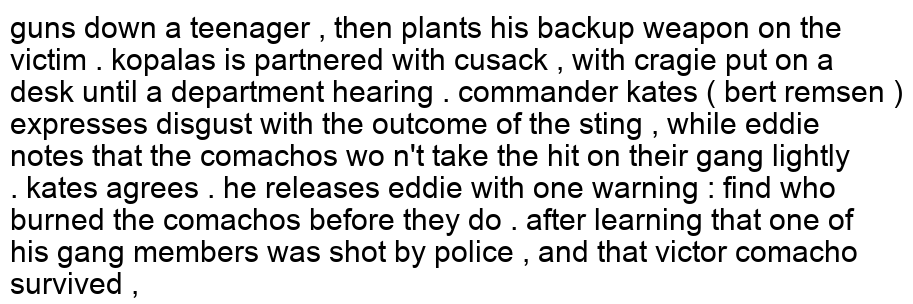 guns down a teenager , then plants his backup weapon on the
victim . kopalas is partnered with cusack , with cragie put on a
desk until a department hearing . commander kates ( bert remsen )
expresses disgust with the outcome of the sting , while eddie
notes that the comachos wo n't take the hit on their gang lightly
. kates agrees . he releases eddie with one warning : find who
burned the comachos before they do . after learning that one of
his gang members was shot by police , and that victor comacho
survived ,